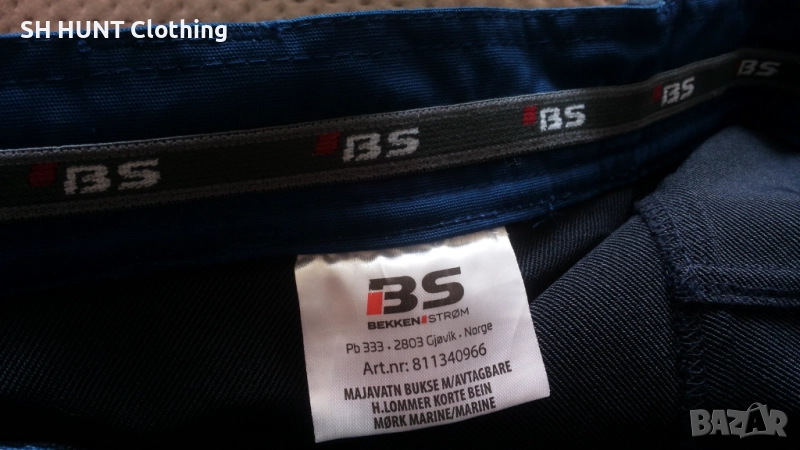 SH HUNT Clothing
BS BS BS BS BS
BS
BEKKEN STRØM
Pb 333 • 2803 Gjøvik • Norge
Art.nr: 811340966
MAJAVATN BUKSE M/AVTAGBARE
H.LOMMER KORTE BEIN
MØRK MARINE/MARINE
BAZAR